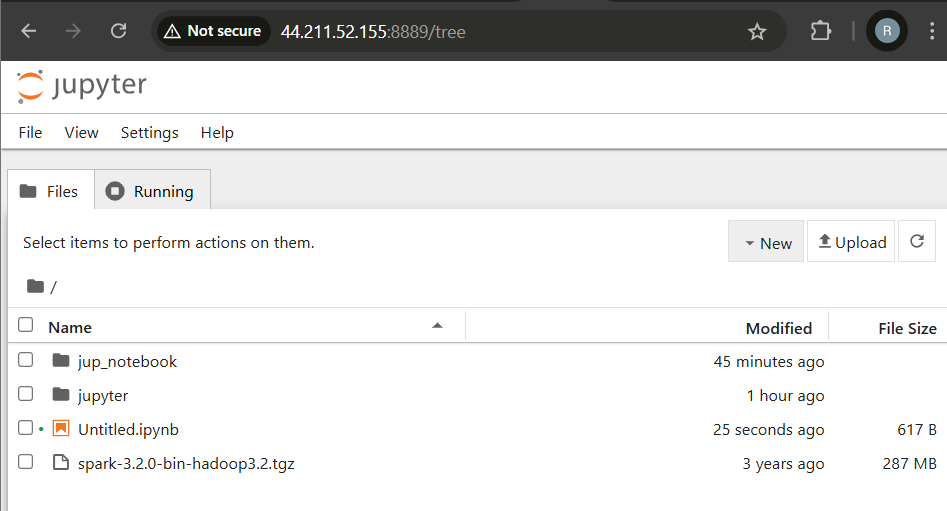 Not secure 44.211.52.155:8889/tree R
jupyter
File View Settings Help
Files Running
Select items to perform actions on them. New Upload
/
Name Modified File Size
jup_notebook 45 minutes ago
jupyter 1 hour ago
Untitled.ipynb 25 seconds ago 617 B
spark-3.2.0-bin-hadoop3.2.tgz 3 years ago 287 MB